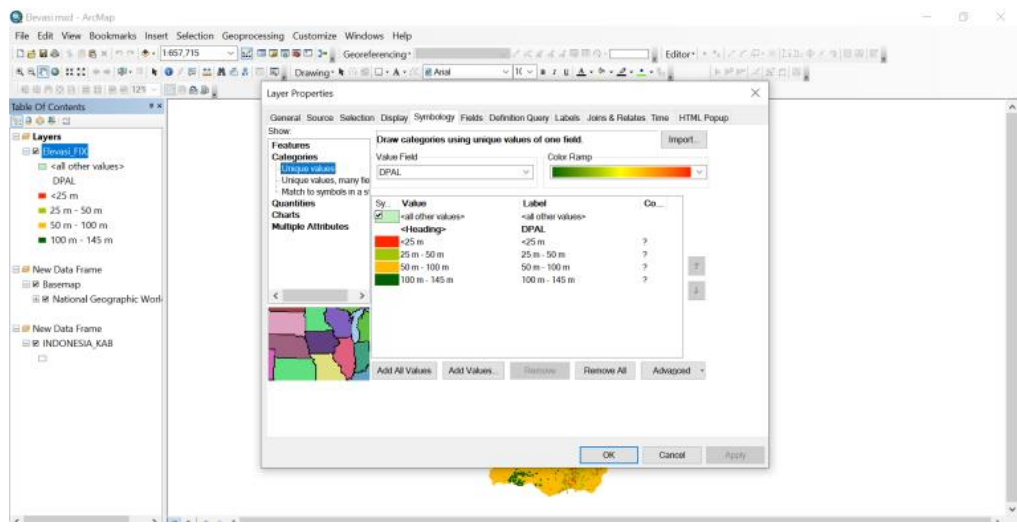 Elevasi.mxd - ArcMap
File Edit View Bookmarks Insert Selection Geoprocessing Customize Windows Help
1:657,715
Georeferencing
Editor
Drawing
Arial
10
Layer Properties
General Source Selection Display Symbology Fields Definition Query Labels Joins & Relates Time HTML Popup
Table Of Contents
Layers
Elevasi_FIX
<all other values>
DPAL
<25 m
25 m - 50 m
50 m - 100 m
100 m - 145 m
New Data Frame
Basemap
National Geographic Worl
New Data Frame
INDONESIA_KAB
Show:
Features
Categories
Unique values
Unique values, many fie
Match to symbols in a s
Quantities
Charts
Multiple Attributes
Draw categories using unique values of one field.
Import...
Value Field
Color Ramp
DPAL
Sy... Value Label Co...
<all other values> <all other values>
<Heading> DPAL
<25 m <25 m ?
25 m - 50 m 25 m - 50 m ?
50 m - 100 m 50 m - 100 m ?
100 m - 145 m 100 m - 145 m ?
Add All Values Add Values... Remove Remove All Advanced
OK Cancel Apply